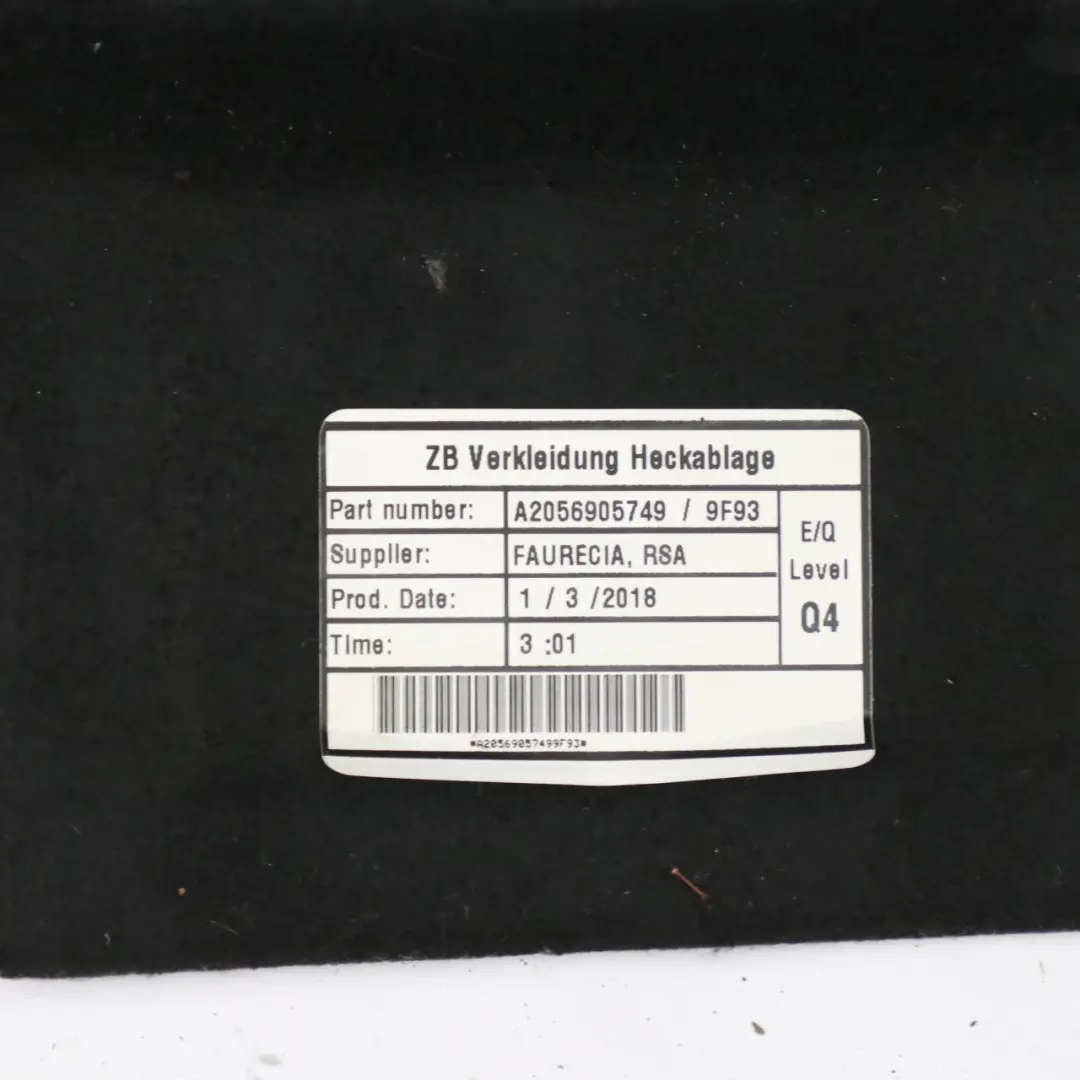 ZB Verkleidung Heckablage
Part number: A2056905749 / 9F93
Supplier: FAURECIA, RSA
Prod. Date: 1 / 3 /2018
Time: 3 :01
E/Q
Level
Q4
*A20569057499F93*